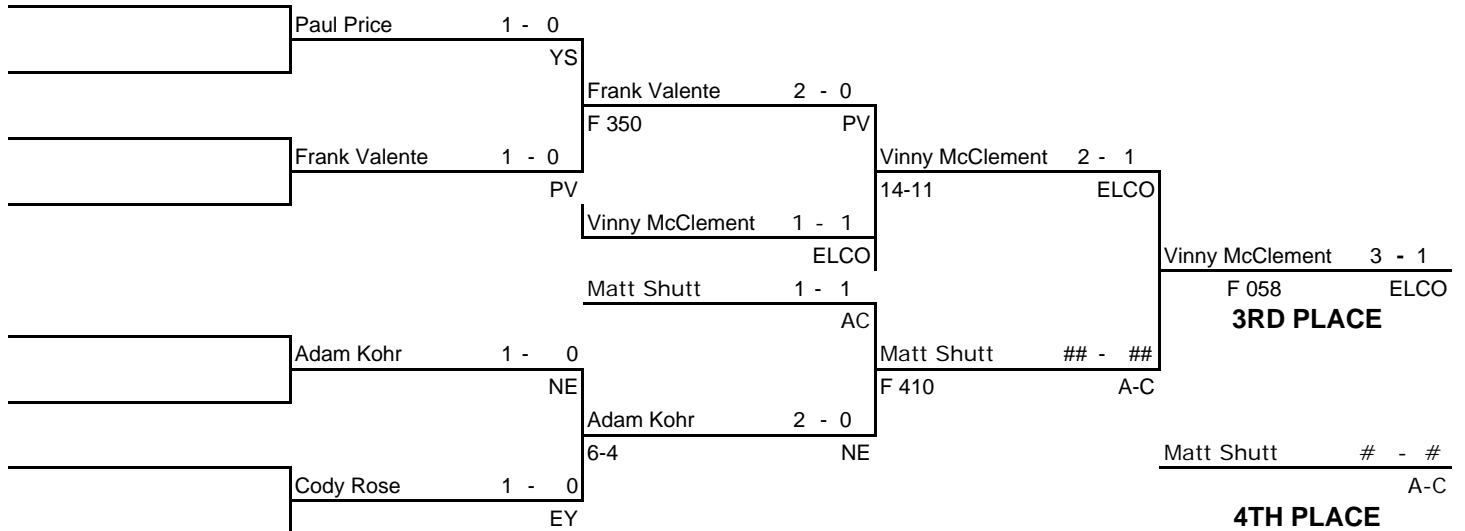 Paul Price 1 - 0
YS
Frank Valente 2 - 0
F 350 PV
Frank Valente 1 - 0
PV
Vinny McClement 2 - 1
14-11 ELCO
Vinny McClement 1 - 1
ELCO
Vinny McClement 3 - 1
F 058 ELCO
3RD PLACE
Matt Shutt 1 - 1
AC
Adam Kohr 1 - 0
NE
Matt Shutt ## - ##
F 410 A-C
Adam Kohr 2 - 0
6-4 NE
Matt Shutt # - #
A-C
4TH PLACE
Cody Rose 1 - 0
EY